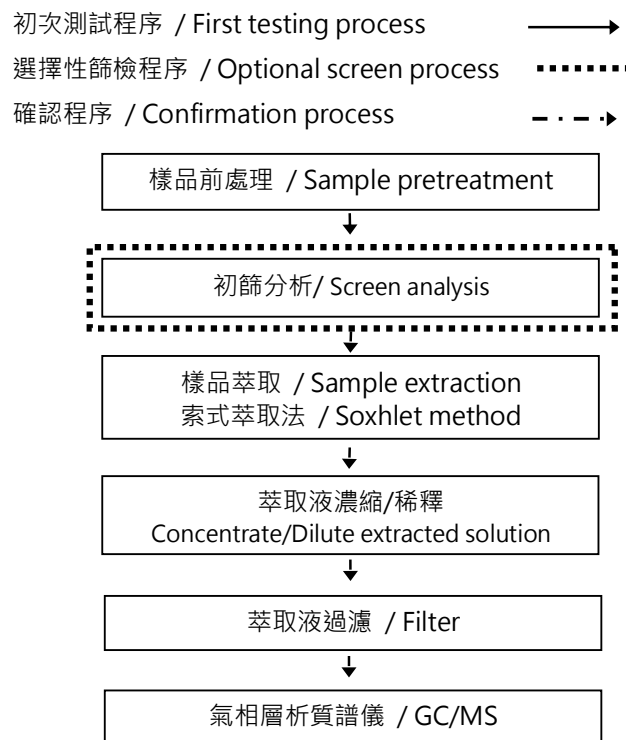 初次測試程序 / First testing process
選擇性篩檢程序 / Optional screen process
確認程序 / Confirmation process
樣品前處理 / Sample pretreatment
初篩分析/ Screen analysis
樣品萃取 / Sample extraction
索式萃取法 / Soxhlet method
萃取液濃縮/稀釋
Concentrate/Dilute extracted solution
萃取液過濾 / Filter
氣相層析質譜儀 / GC/MS